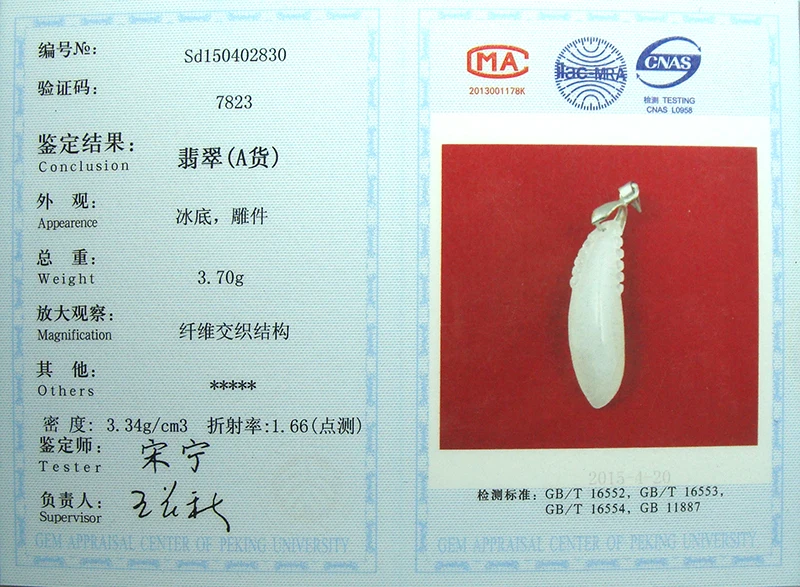 编号№: Sd150402830
验证码: 7823
鉴定结果: 翡翠(A货)
Conclusion
外 观: 冰底，雕件
Appearence
总 重: 3.70g
Weight
放大观察: 纤维交织结构
Magnification
其 他: *****
Others
密 度: 3.34g/cm3 折射率:1.66(点测)
鉴定师: 宋宁
Tester
负责人:
Supervisor
GEM APPRAISAL CENTER OF PEKING UNIVERSITY
MA
2013001178K
ilac-MRA
CNAS
检测 TESTING
CNAS L0958
2015-4-20
检测标准: GB/T 16552, GB/T 16553,
GB/T 16554, GB 11887
GEM APPRAISAL CENTER OF PEKING UNIVERSITY